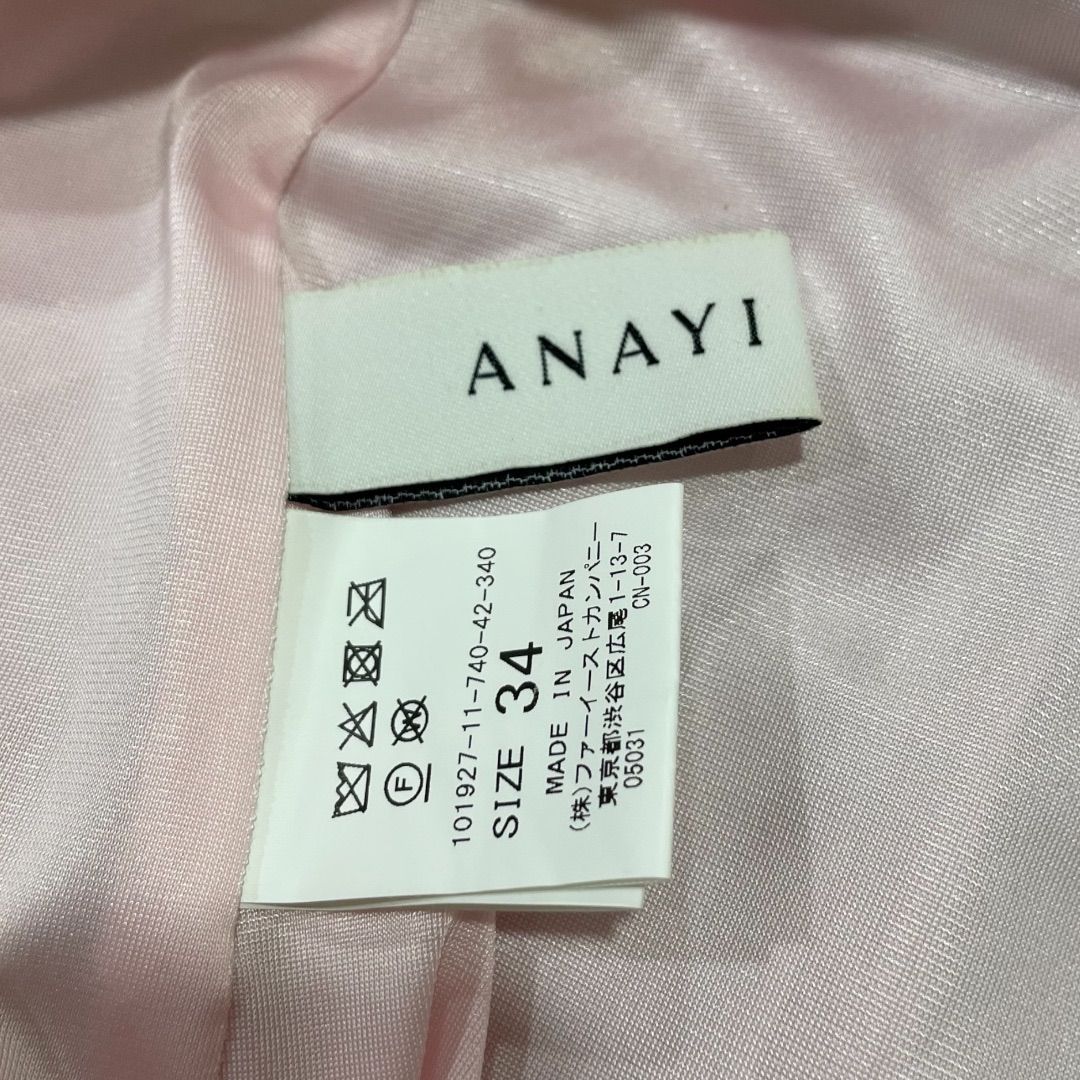 ANAYI
F
W
101927-11-740-42-340
SIZE 34
MADE IN JAPAN
(株)ファーイーストカンパニー
東京都渋谷区広尾1-13-7
05031 CN-003